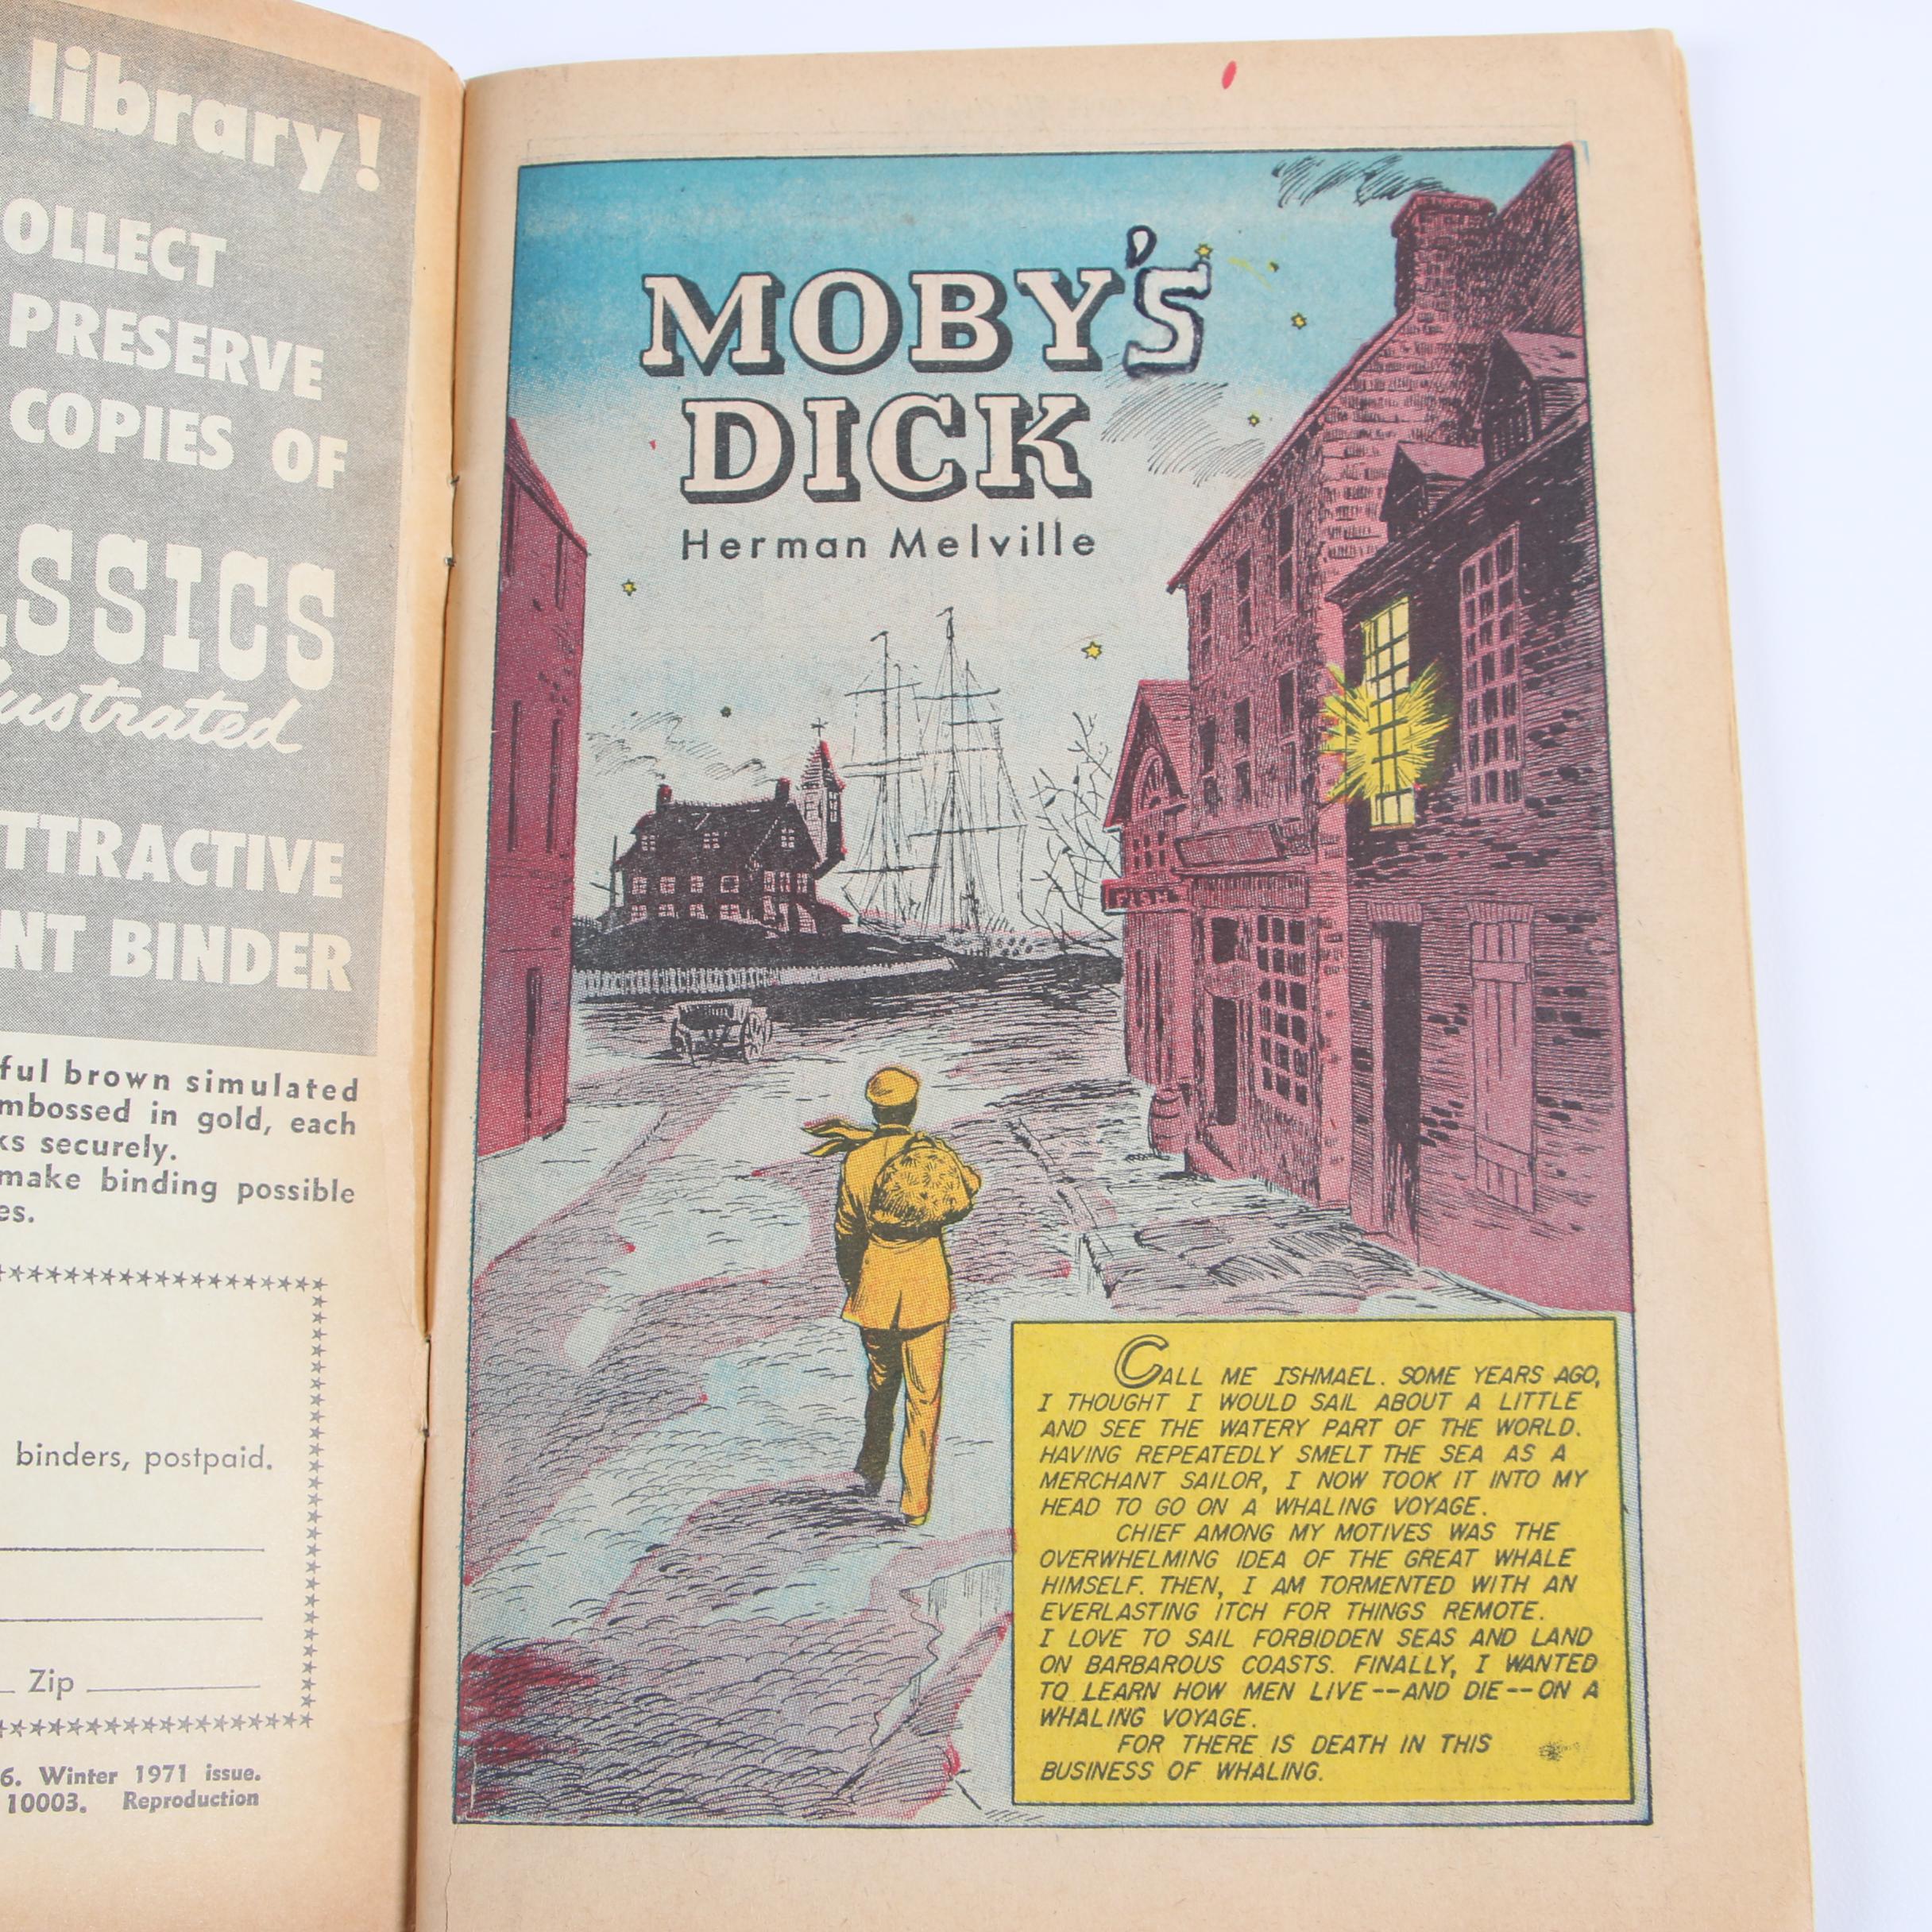 library!
OLLECT
PRESERVE
COPIES OF
SSICS
ustrated
TTRACTIVE
NT BINDER
ful brown simulated
mbossed in gold, each
ks securely.
make binding possible
es.
binders, postpaid.
Zip
6. Winter 1971 issue.
10003. Reproduction
MOBY'S
DICK
Herman Melville
FISH
CALL ME ISHMAEL. SOME YEARS AGO,
I THOUGHT I WOULD SAIL ABOUT A LITTLE
AND SEE THE WATERY PART OF THE WORLD.
HAVING REPEATEDLY SMELT THE SEA AS A
MERCHANT SAILOR, I NOW TOOK IT INTO MY
HEAD TO GO ON A WHALING VOYAGE.
CHIEF AMONG MY MOTIVES WAS THE
OVERWHELMING IDEA OF THE GREAT WHALE
HIMSELF. THEN, I AM TORMENTED WITH AN
EVERLASTING ITCH FOR THINGS REMOTE.
I LOVE TO SAIL FORBIDDEN SEAS AND LAND
ON BARBAROUS COASTS. FINALLY, I WANTED
TO LEARN HOW MEN LIVE--AND DIE--ON A
WHALING VOYAGE.
FOR THERE IS DEATH IN THIS
BUSINESS OF WHALING.